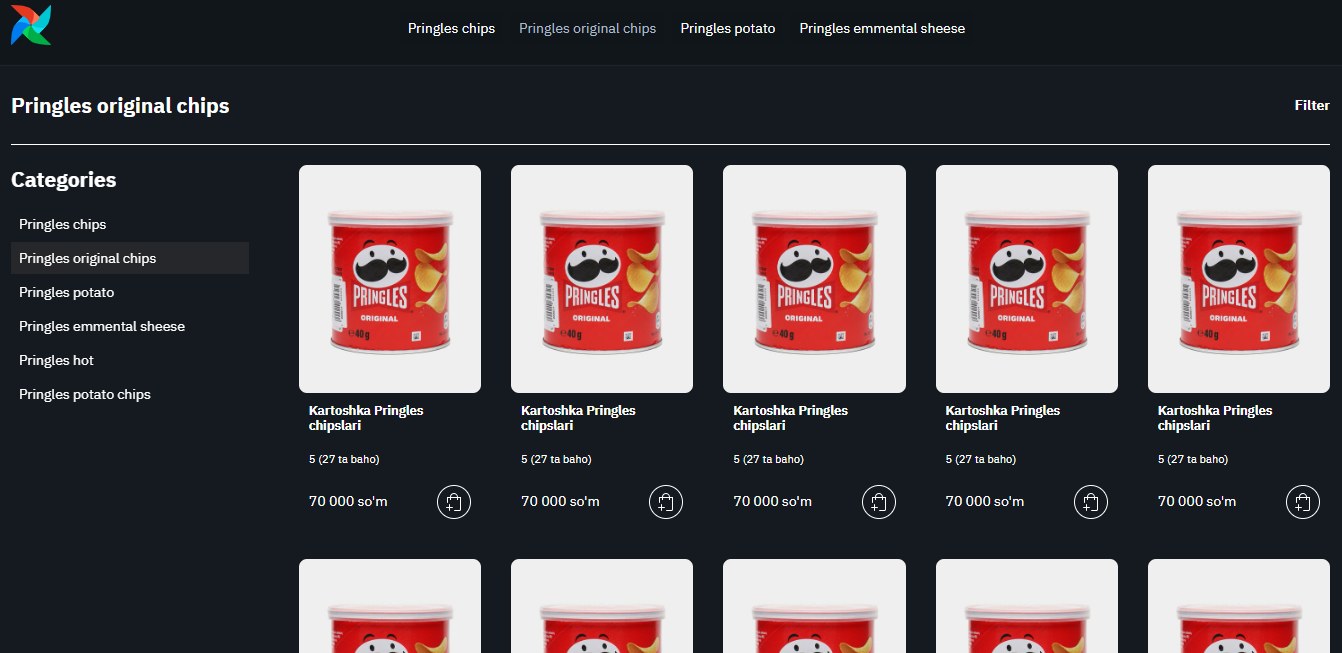 Pringles chips
Pringles original chips
Pringles potato
Pringles emmental sheese
Pringles original chips
Filter
Categories
Pringles chips
Pringles original chips
Pringles potato
Pringles emmental sheese
Pringles hot
Pringles potato chips
PRINGLES
ORIGINAL
40 g
Kartoshka Pringles
chipslari
5 (27 ta baho)
70 000 so'm
PRINGLES
ORIGINAL
40 g
Kartoshka Pringles
chipslari
5 (27 ta baho)
70 000 so'm
PRINGLES
ORIGINAL
40 g
Kartoshka Pringles
chipslari
5 (27 ta baho)
70 000 so'm
PRINGLES
ORIGINAL
40 g
Kartoshka Pringles
chipslari
5 (27 ta baho)
70 000 so'm
PRINGLES
ORIGINAL
40 g
Kartoshka Pringles
chipslari
5 (27 ta baho)
70 000 so'm